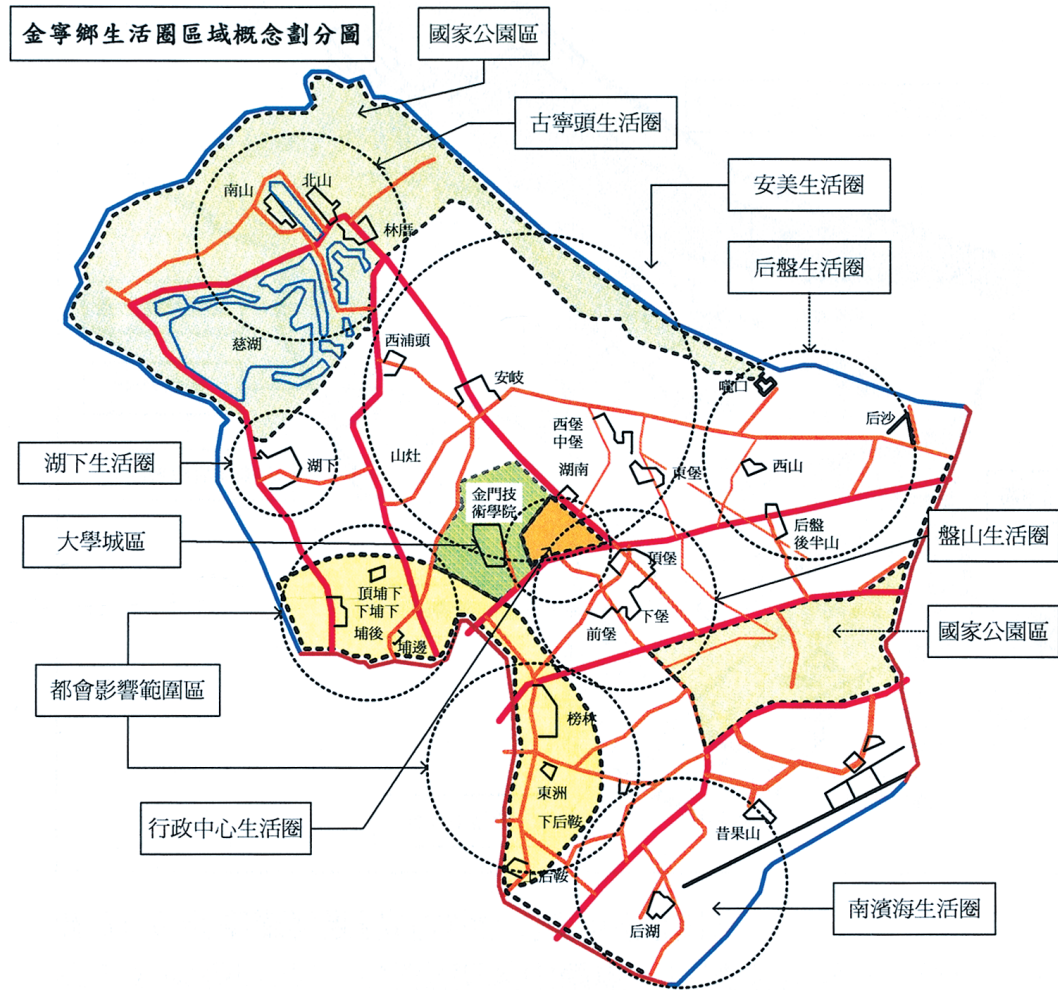 金寧鄉生活圈區域概念劃分圖
國家公園區
古寧頭生活圈
安美生活圈
后盤生活圈
南山
北山
林厝
慈湖
西浦頭
安岐
嚨口
后沙
西堡
中堡
湖南
東堡
西山
湖下生活圈
湖下
山灶
金門技
術學院
后盤
後半山
盤山生活圈
大學城區
頂堡
下堡
前堡
頂埔下
下埔下
埔後
埔邊
國家公園區
都會影響範圍區
榜林
東洲
下后鞍
后鞍
昔果山
行政中心生活圈
后湖
南濱海生活圈